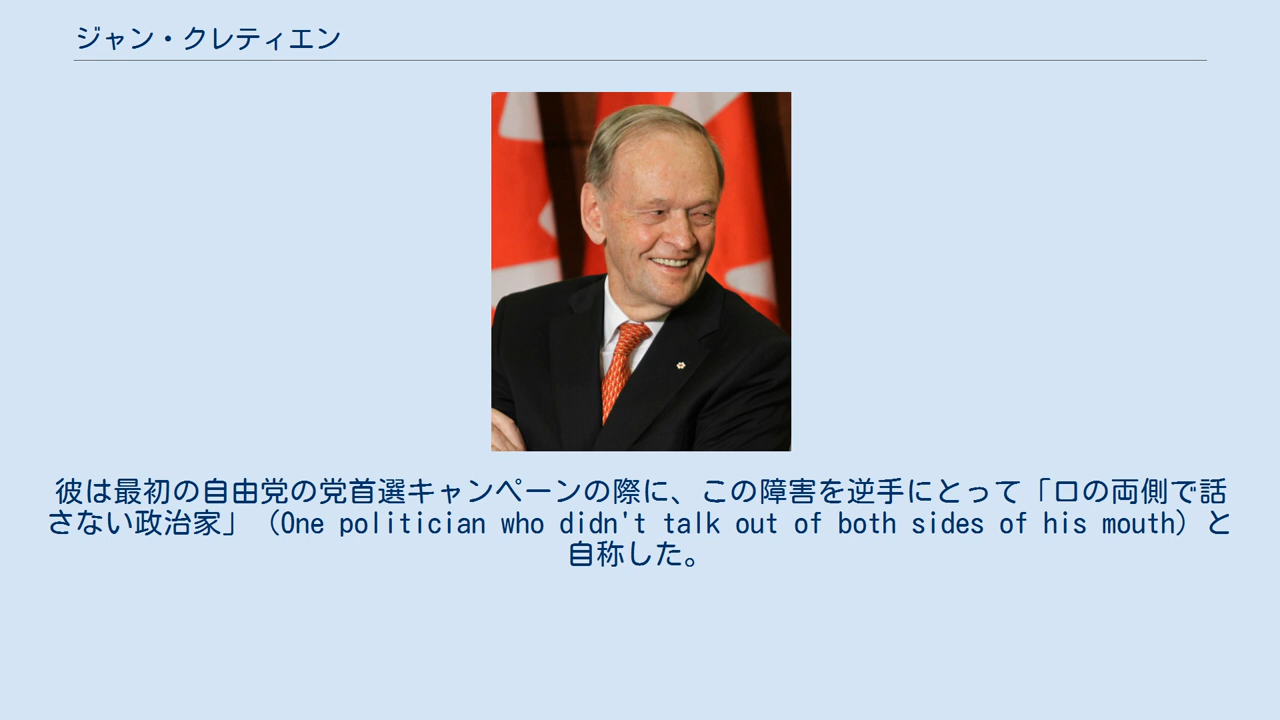 ジャン・クレティエン
彼は最初の自由党の党首選キャンペーンの際に、この障害を逆手にとって「口の両側で話
さない政治家」（One politician who didn't talk out of both sides of his mouth）と
自称した。